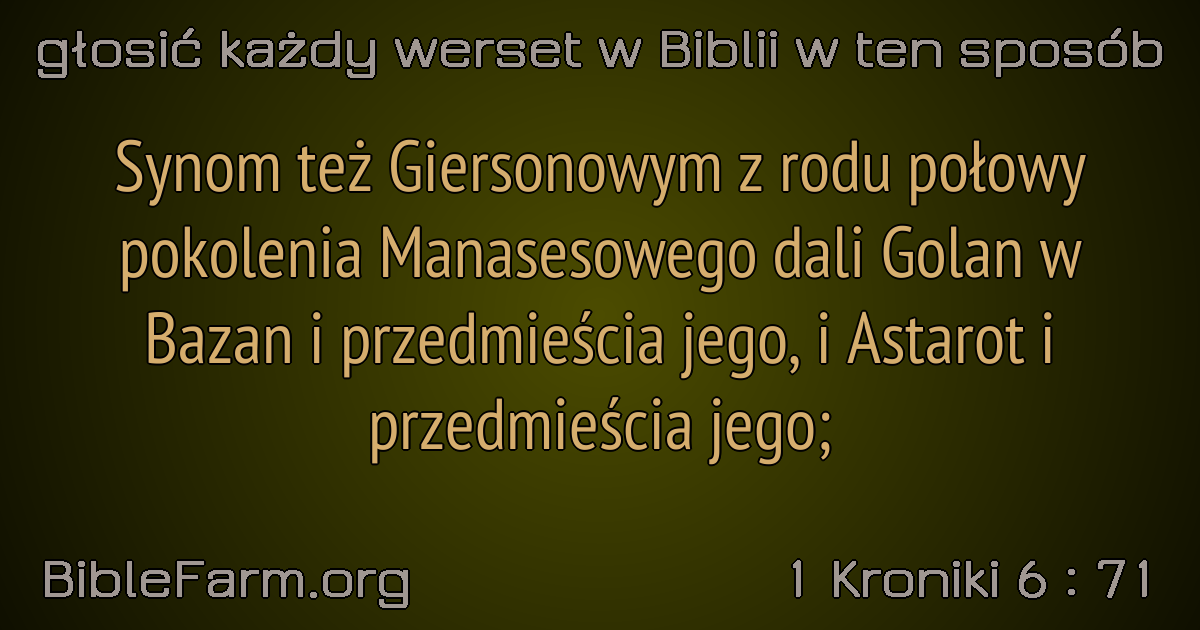 głosić każdy werset w Biblii w ten sposób
Synom też Giersonowym z rodu połowy
pokolenia Manasesowego dali Golan w
Bazan i przedmieścia jego, i Astarot i
przedmieścia jego;
BibleFarm.org
1 Kroniki 6 : 71